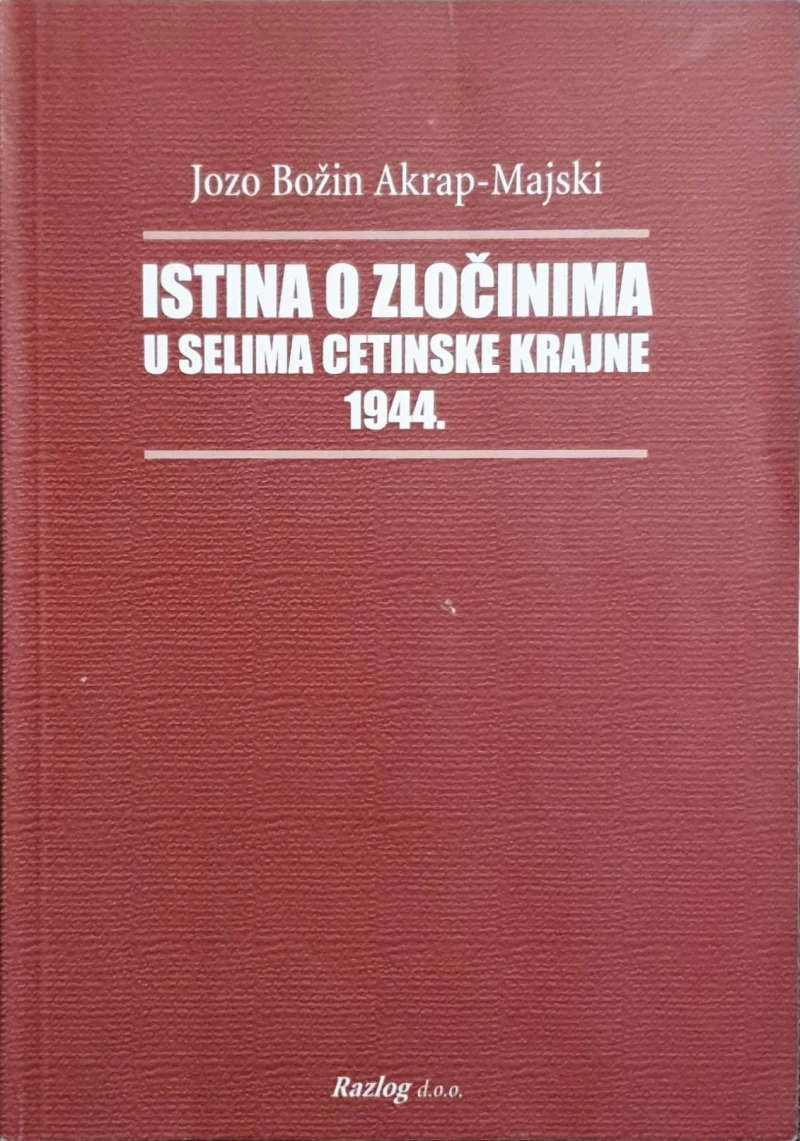 Jozo Božin Akrap-Majski
ISTINA O ZLOČINIMA
U SELIMA CETINSKE KRAJNE
1944.
Razlog d.o.o.